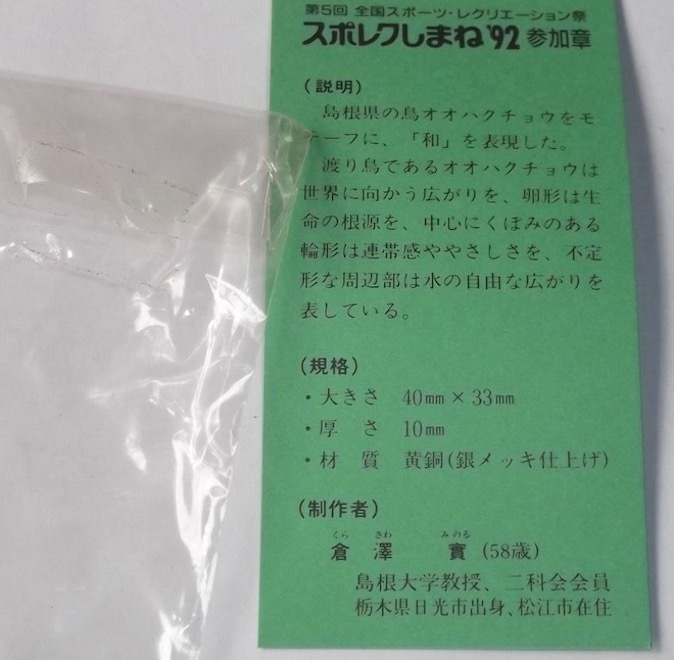 第5回 全国スポーツ・レクリエーション祭
スポレクしまね'92 参加章
(説明)
島根県の鳥オオハクチョウをモ
チーフに、「和」を表現した。
渡り鳥であるオオハクチョウは
世界に向かう広がりを、卵形は生
命の根源を、中心にくぼみのある
輪形は連帯感ややさしさを、不定
形な周辺部は水の自由な広がりを
表している。
(規格)
・大きさ 40mm×33mm
・厚 さ 10mm
・材 質 黄銅(銀メッキ仕上げ)
(制作者)
くら さわ みのる
倉 澤 實 (58歳)
島根大学教授、二科会会員
栃木県日光市出身、松江市在住